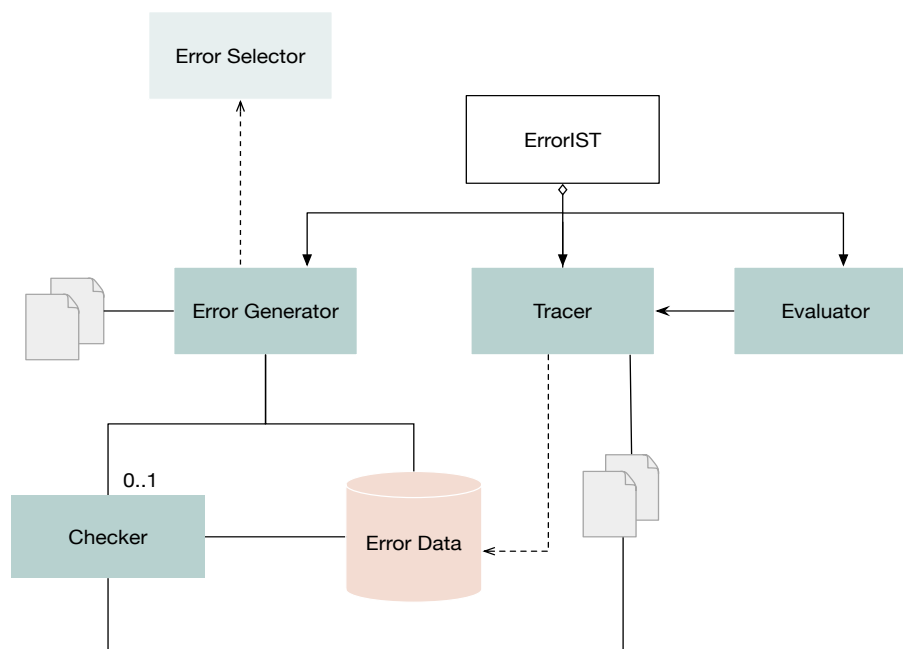 Error Selector
ErrorIST
Error Generator
Tracer
Evaluator
0..1
Checker
Error Data